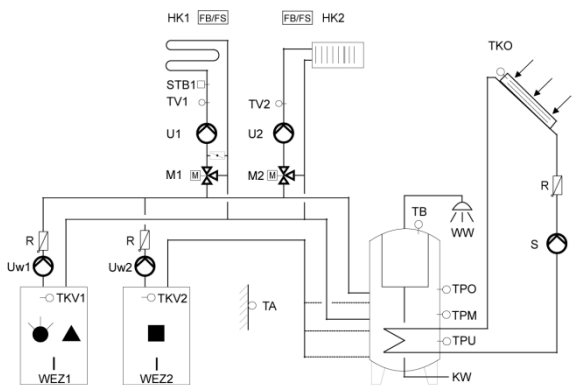 HK1 FB/FS FB/FS HK2
TKO
STB1
TV1 TV2
U1 U2
M1 M M2 M
R R R
TB
WW
Uw1 Uw2 S
TKV1 TKV2 TA TPO
TPM
TPU
WEZ1 WEZ2 KW